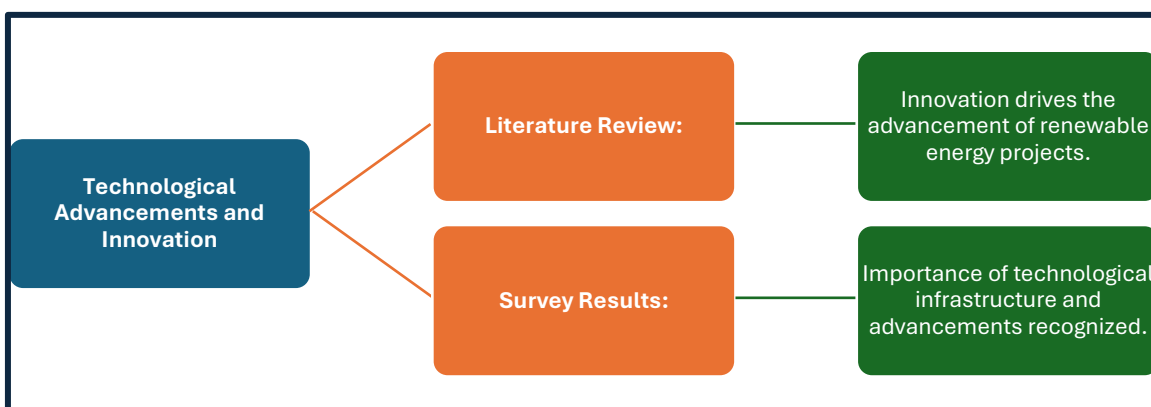 Technological
Advancements and
Innovation
Literature Review:
Innovation drives the
advancement of renewable
energy projects.
Survey Results:
Importance of technological
infrastructure and
advancements recognized.